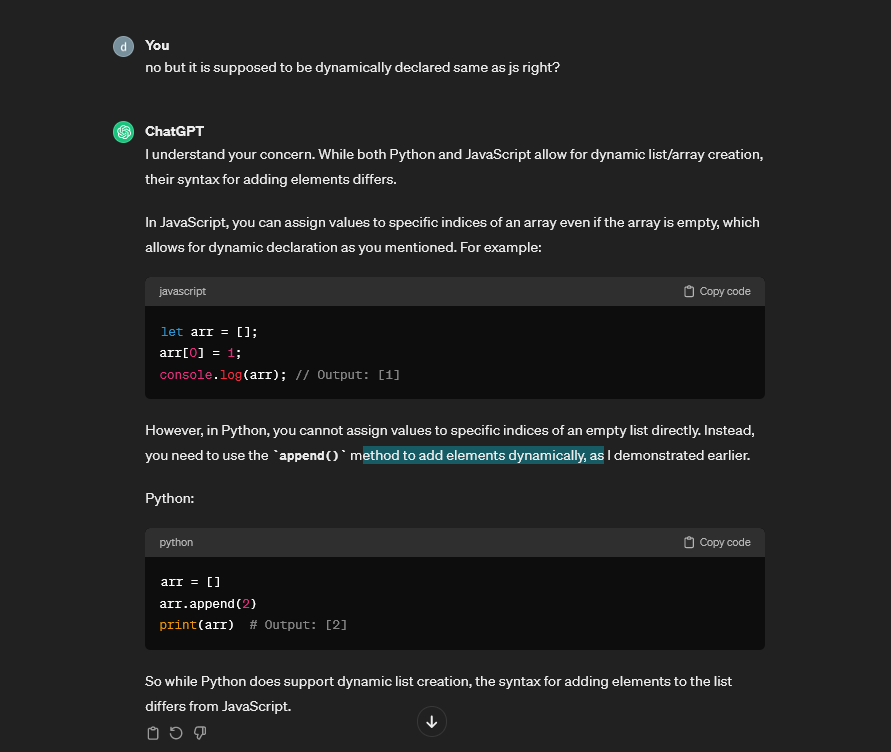 d
You
no but it is supposed to be dynamically declared same as js right?
ChatGPT
I understand your concern. While both Python and JavaScript allow for dynamic list/array creation,
their syntax for adding elements differs.
In JavaScript, you can assign values to specific indices of an array even if the array is empty, which
allows for dynamic declaration as you mentioned. For example:
javascript Copy code
let arr = [];
arr[0] = 1;
console.log(arr); // Output: [1]
However, in Python, you cannot assign values to specific indices of an empty list directly. Instead,
you need to use the `append()` method to add elements dynamically, as I demonstrated earlier.
Python:
python Copy code
arr = []
arr.append(2)
print(arr)  # Output: [2]
So while Python does support dynamic list creation, the syntax for adding elements to the list
differs from JavaScript.